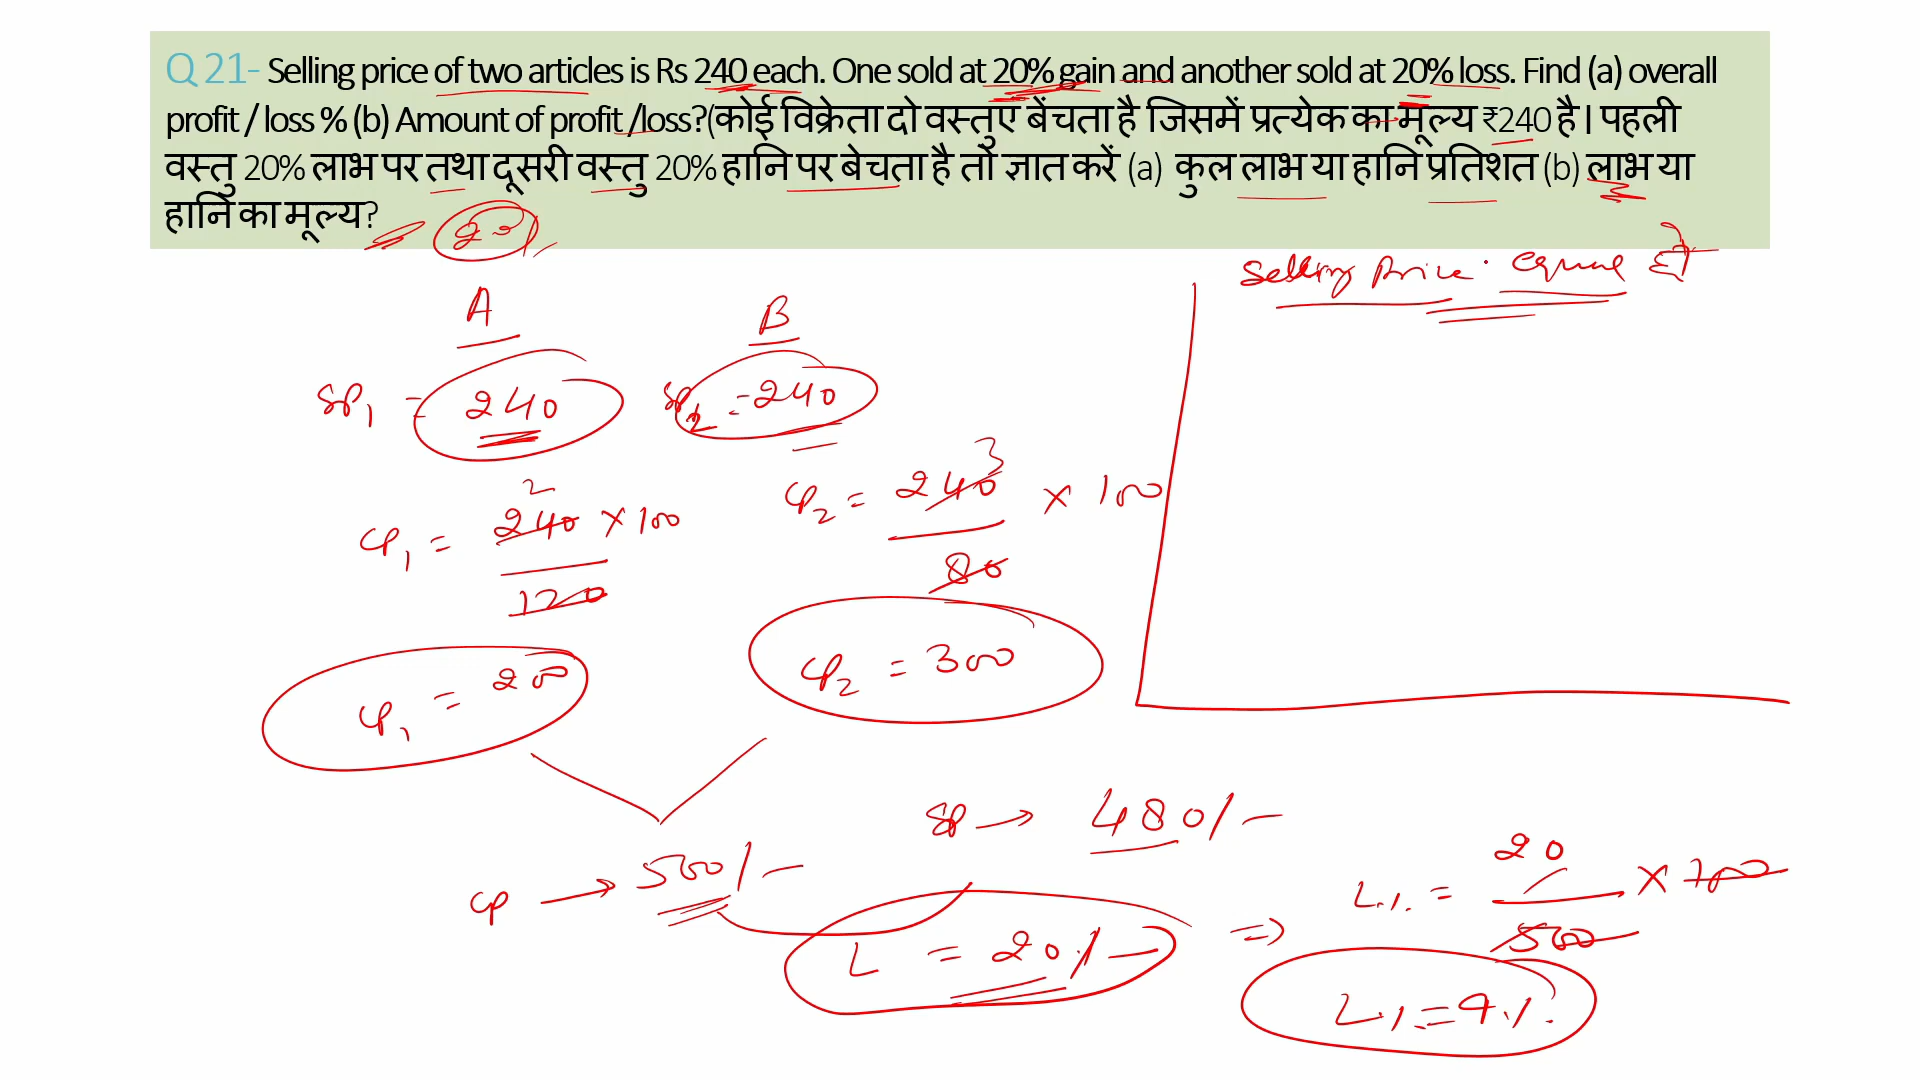 Q 21- Selling price of two articles is Rs 240 each. One sold at 20% gain and another sold at 20% loss. Find (a) overall
profit / loss % (b) Amount of profit /loss?(कोई विक्रेता दो वस्तुए बेंचता है जिसमें प्रत्येक का मूल्य ₹240 है। पहली
वस्तु 20% लाभ पर तथा दूसरी वस्तु 20% हानि पर बेचता है तो ज्ञात करें (a) कुल लाभ या हानि प्रतिशत (b) लाभ या
हानि का मूल्य?
20%
Selling Price equal हो
A
B
SP1 = 240
SP2 = 240
CP1 = 240 × 100
2
120
CP2 = 240 × 100
3
80
CP1 = 200
CP2 = 300
SP → 480/-
CP → 500/-
L = 20/- ⇒
L% = 20 × 100
500
L% = 4%